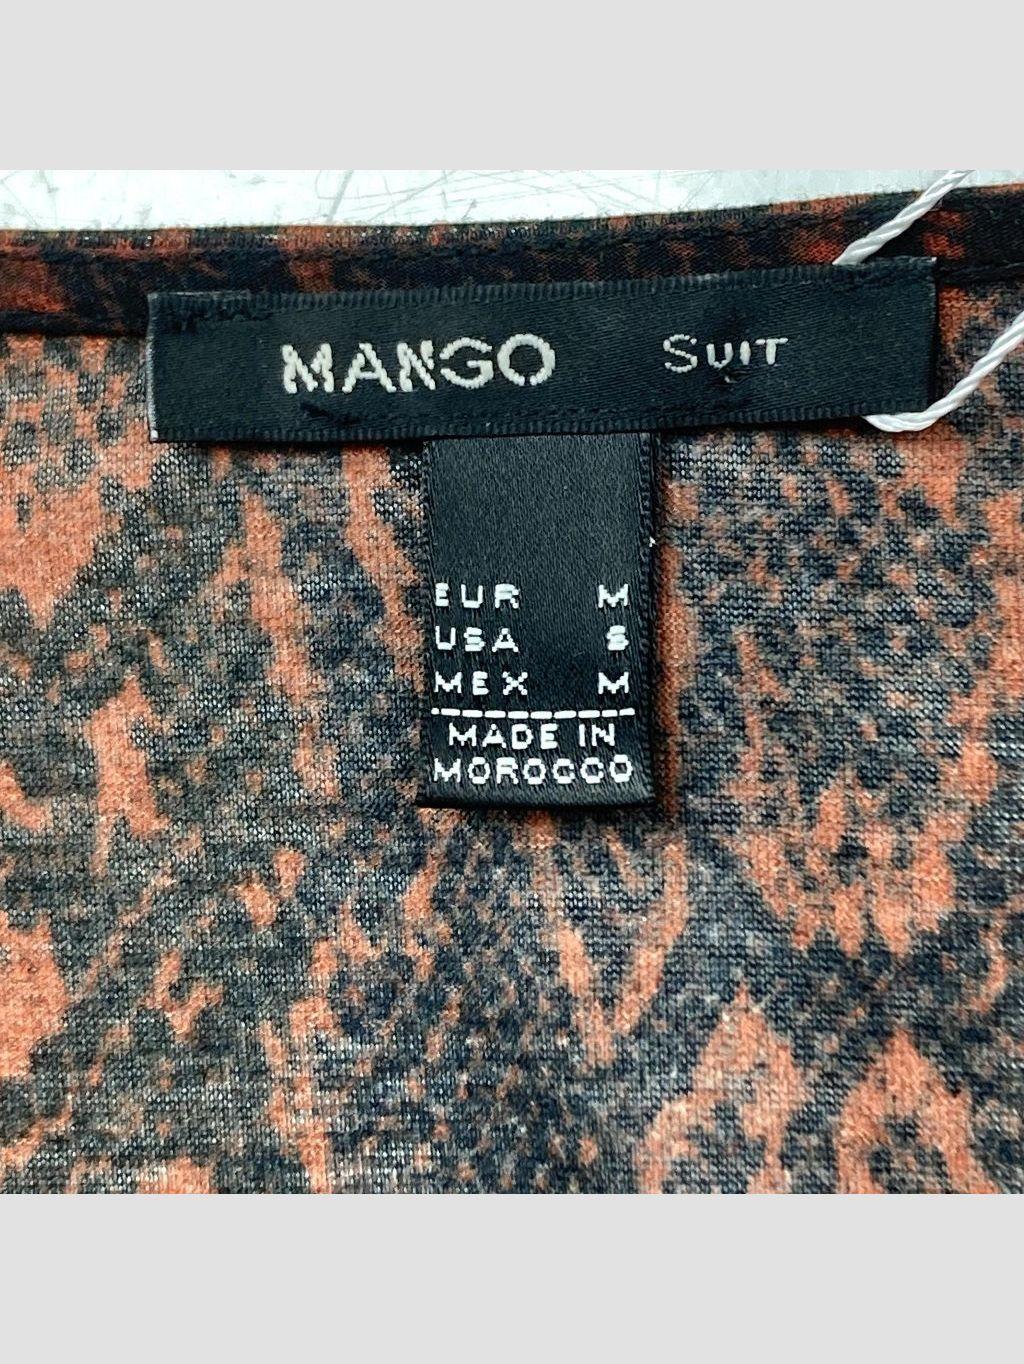 MANGO SUIT
EUR M
USA S
MEX M
MADE IN
MOROCCO